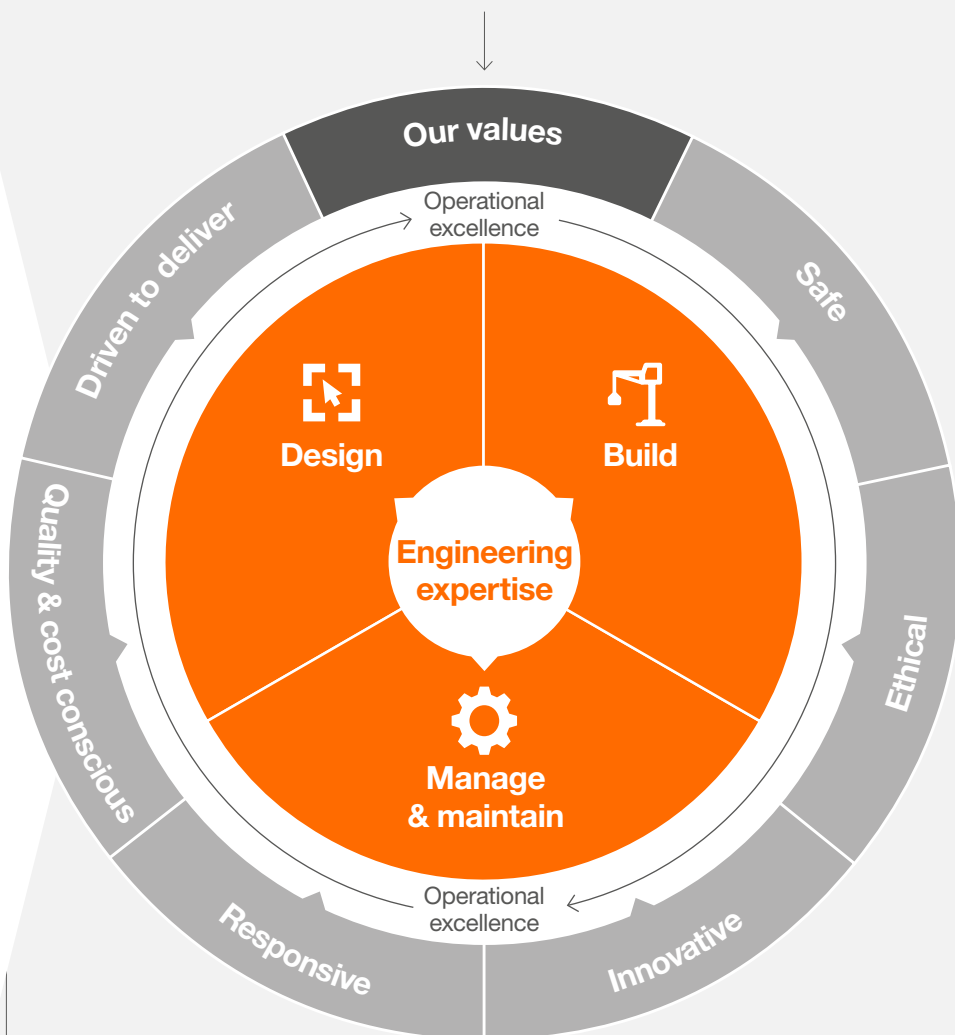 Our values
Operational
excellence
Safe
Ethical
Innovative
Responsive
Quality & cost conscious
Driven to deliver
Design
Build
Engineering
expertise
Manage
& maintain
Operational
excellence